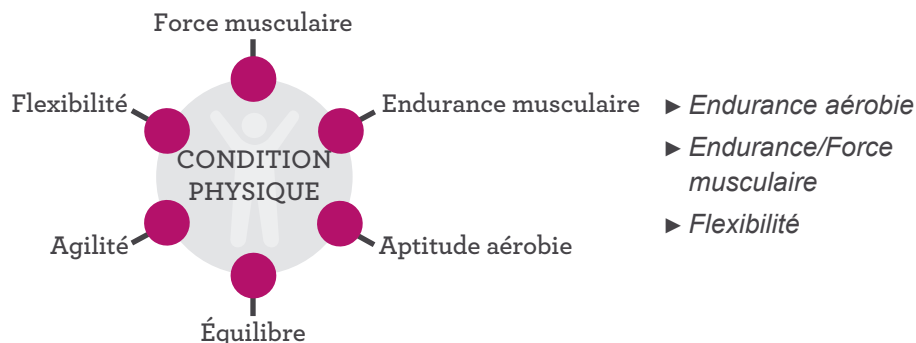 Force musculaire
Flexibilité
Endurance musculaire
CONDITION
PHYSIQUE
Agilité
Aptitude aérobie
Équilibre
► Endurance aérobie
► Endurance/Force
musculaire
► Flexibilité